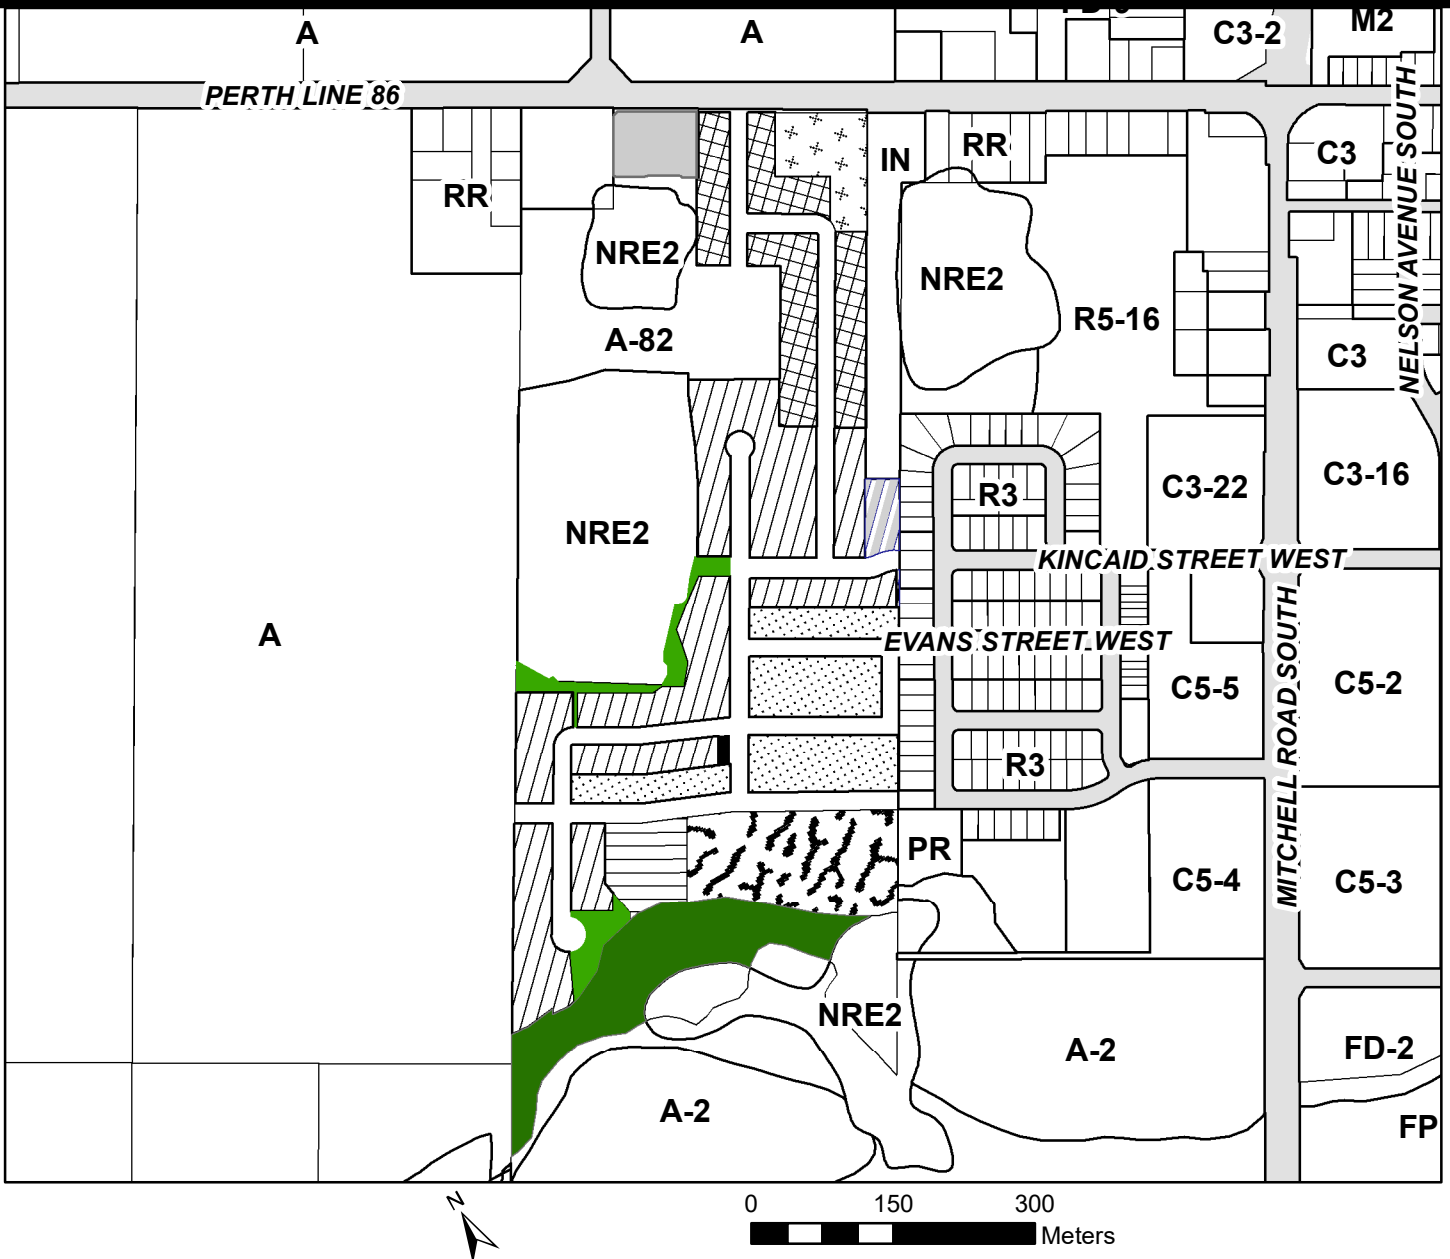 A
A
C3-2
M2
PERTH LINE 86
NELSON AVENUE SOUTH
RR
NRE2
A-82
IN
RR
C3
NRE2
R5-16
C3
NRE2
R3
C3-22
C3-16
KINCAID STREET WEST
A
EVANS STREET WEST
MITCHELL ROAD SOUTH
C5-5
C5-2
R3
PR
C5-4
C5-3
NRE2
A-2
FD-2
A-2
FP
N
0 150 300
Meters